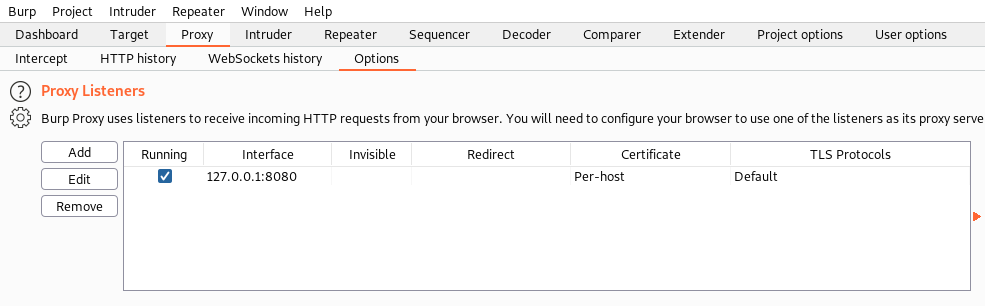 Burp Project Intruder Repeater Window Help
Dashboard Target Proxy Intruder Repeater Sequencer Decoder Comparer Extender Project options User options
Intercept HTTP history WebSockets history Options
? Proxy Listeners
Burp Proxy uses listeners to receive incoming HTTP requests from your browser. You will need to configure your browser to use one of the listeners as its proxy serve
Add Running Interface Invisible Redirect Certificate TLS Protocols
Edit 127.0.0.1:8080 Per-host Default
Remove